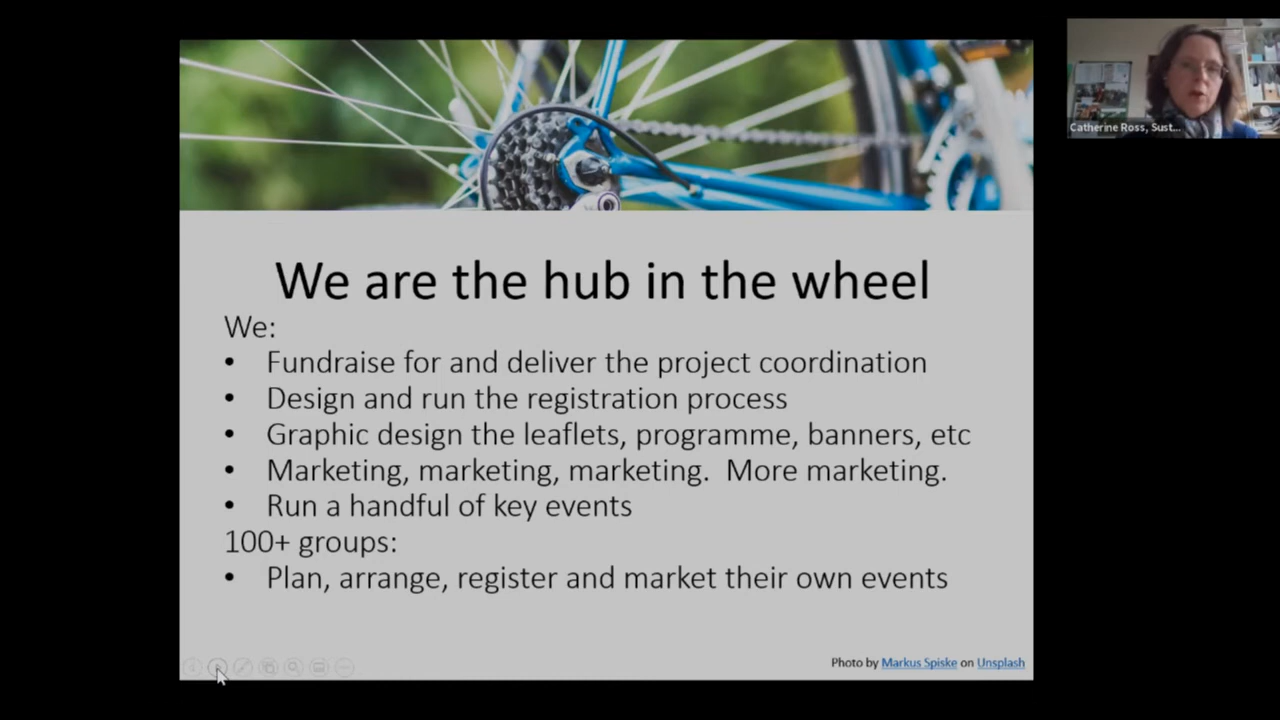 Catherine Ross, Sust...
We are the hub in the wheel
We:
• Fundraise for and deliver the project coordination
• Design and run the registration process
• Graphic design the leaflets, programme, banners, etc
• Marketing, marketing, marketing.  More marketing.
• Run a handful of key events
100+ groups:
• Plan, arrange, register and market their own events
Photo by Markus Spiske on Unsplash